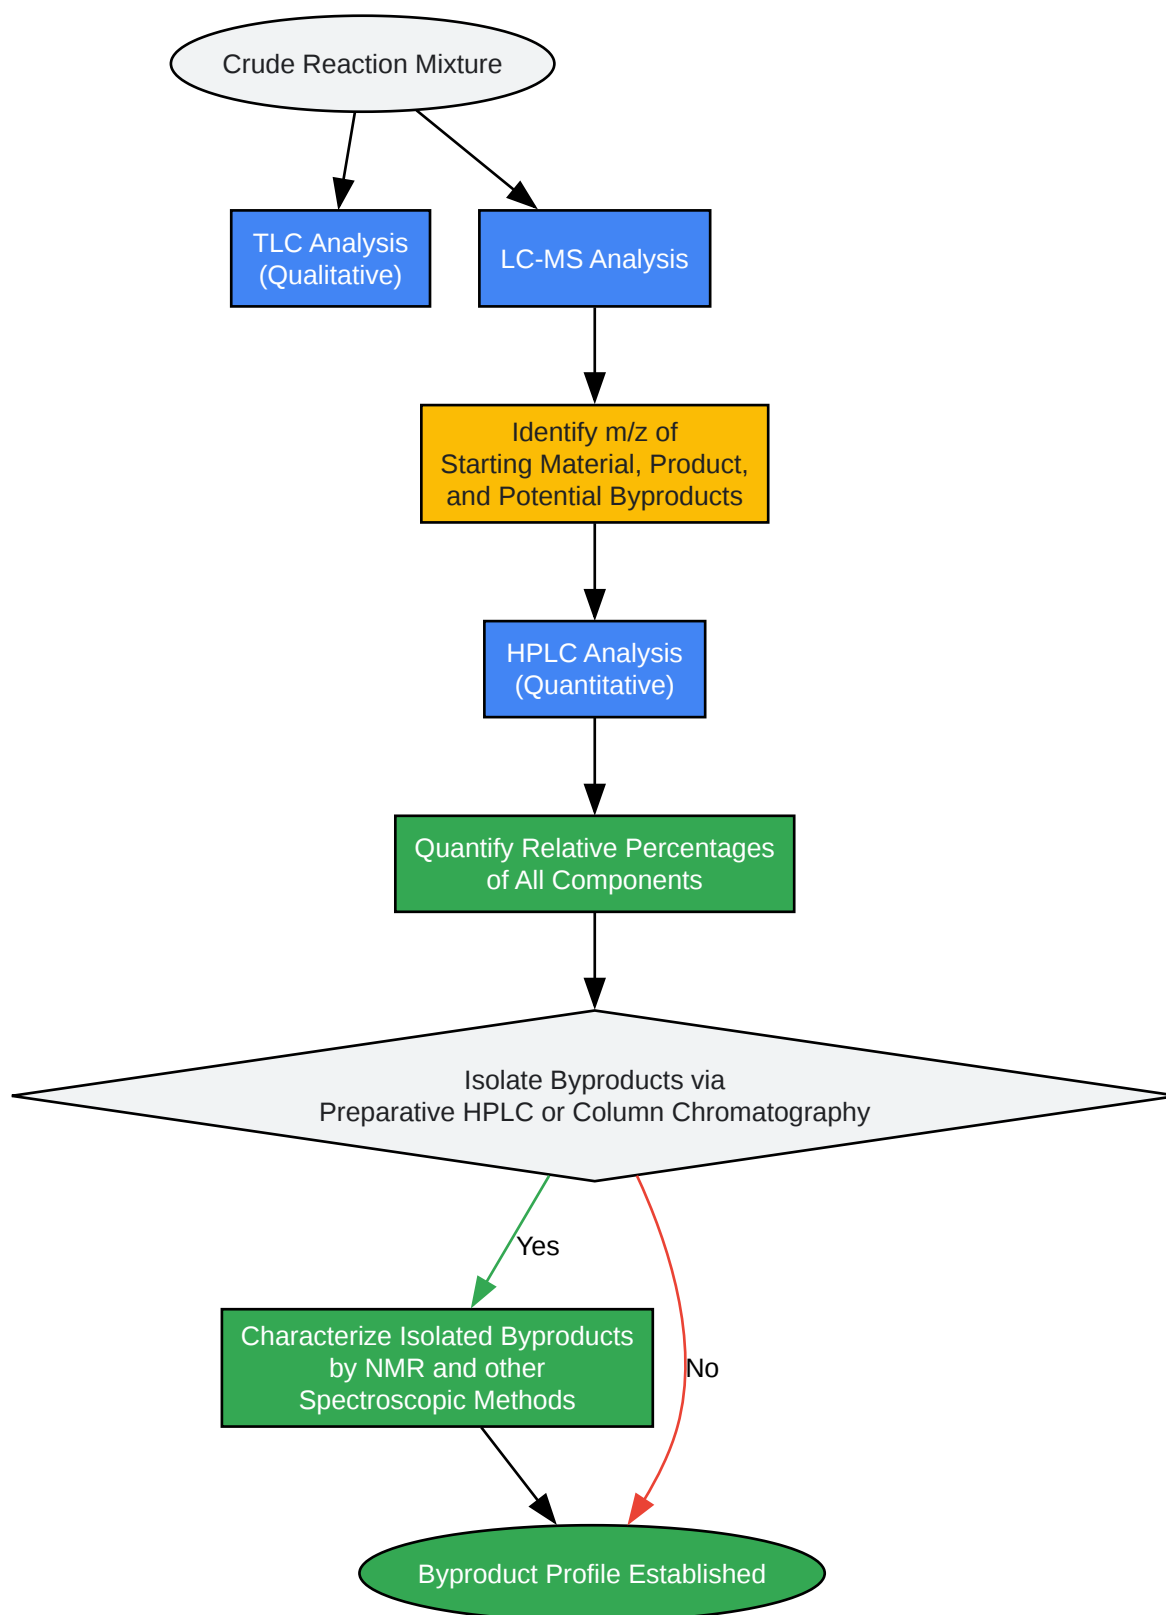 Crude Reaction Mixture
TLC Analysis
(Qualitative)
LC-MS Analysis
Identify m/z of
Starting Material, Product,
and Potential Byproducts
HPLC Analysis
(Quantitative)
Quantify Relative Percentages
of All Components
Isolate Byproducts via
Preparative HPLC or Column Chromatography
Yes
Characterize Isolated Byproducts
by NMR and other
Spectroscopic Methods
No
Byproduct Profile Established